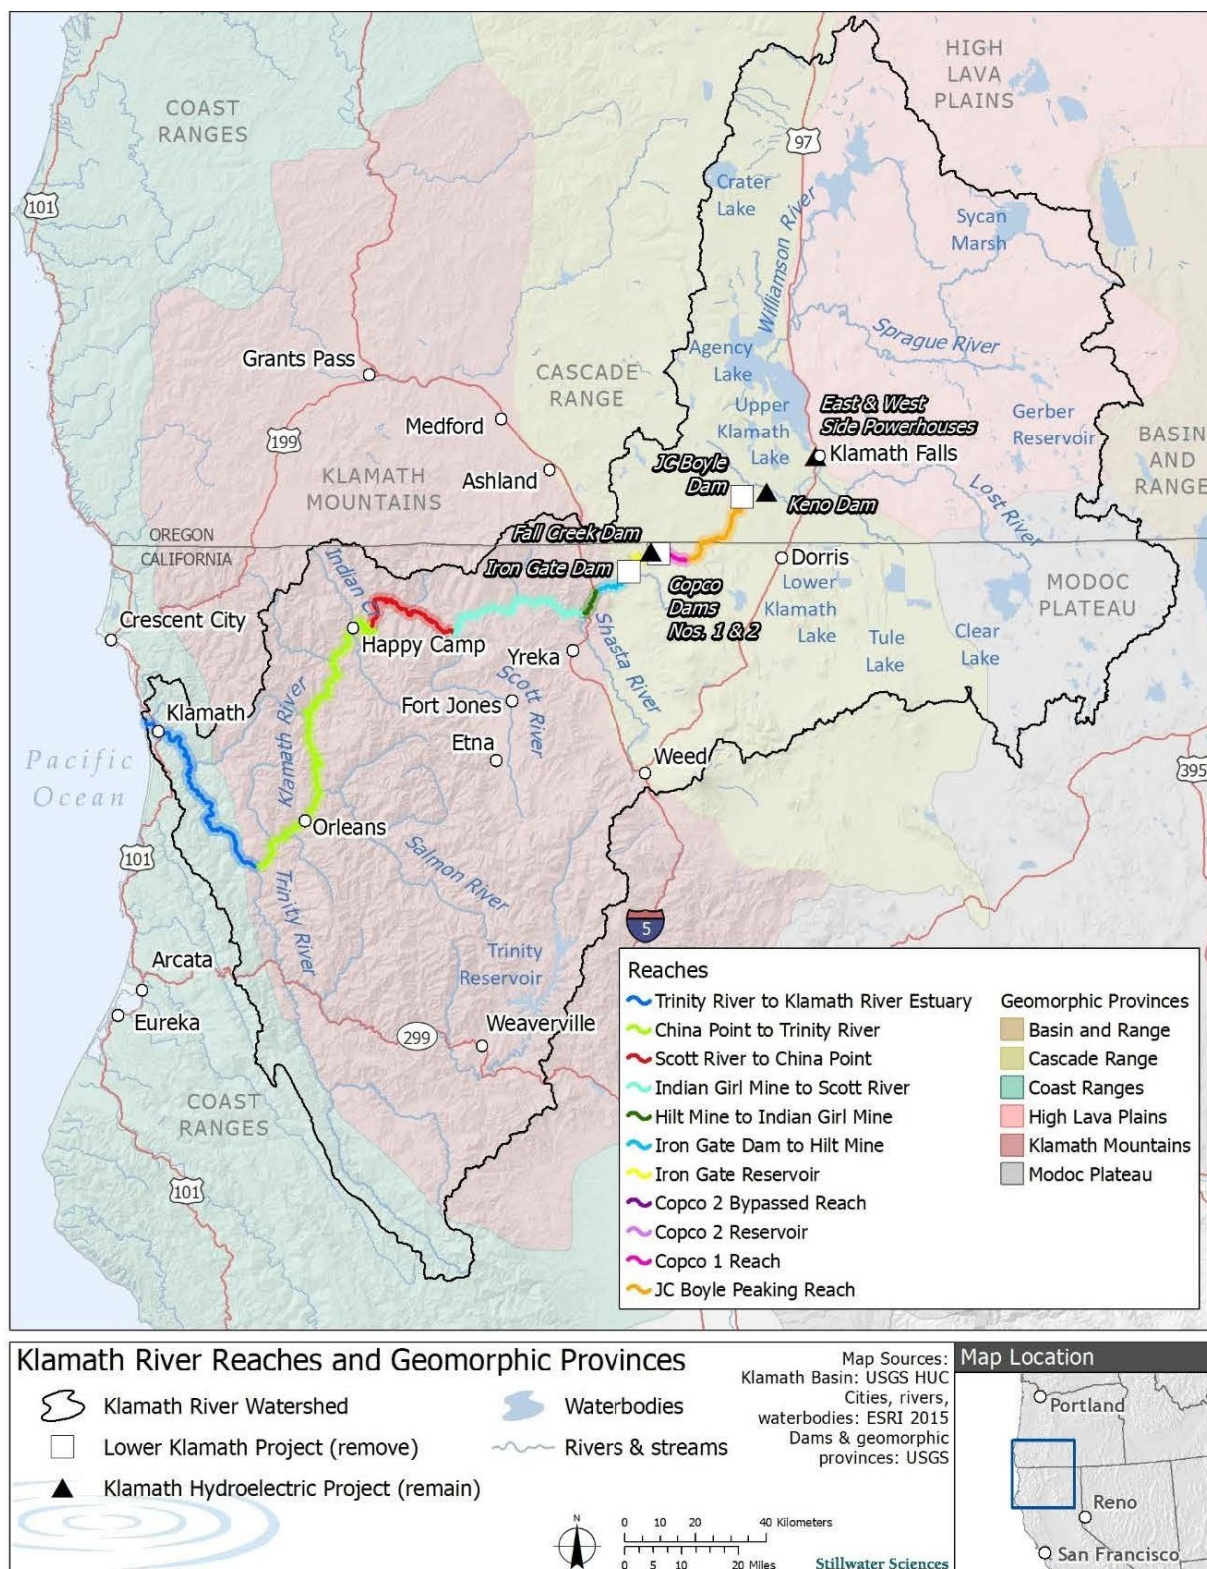 HIGH
LAVA
PLAINS
COAST
RANGES
97
Crater
Lake
101
Sycan
Marsh
Williamson River
Sprague River
Grants Pass
Agency
Lake
CASCADE
RANGE
East & West
Side Powerhouses
Upper
Klamath
Lake
Gerber
Reservoir
Medford
199
BASIN
AND
RANGE
Klamath Falls
JC Boyle
Dam
KLAMATH
MOUNTAINS
Ashland
Keno Dam
Lost River
OREGON
CALIFORNIA
Fall Creek Dam
Iron Gate Dam
Dorris
Indian C
Copco
Dams
Nos. 1 & 2
Lower
Klamath
Lake
MODOC
PLATEAU
Crescent City
Happy Camp
Yreka
Shasta River
Tule
Lake
Clear
Lake
Scott River
Fort Jones
Klamath
Klamath River
Etna
Weed
Pacific
Ocean
395
Orleans
101
Salmon River
Trinity River
5
Trinity
Reservoir
Arcata
Eureka
299
Weaverville
COAST
RANGES
101
Reaches
Trinity River to Klamath River Estuary
China Point to Trinity River
Scott River to China Point
Indian Girl Mine to Scott River
Hilt Mine to Indian Girl Mine
Iron Gate Dam to Hilt Mine
Iron Gate Reservoir
Copco 2 Bypassed Reach
Copco 2 Reservoir
Copco 1 Reach
JC Boyle Peaking Reach
Geomorphic Provinces
Basin and Range
Cascade Range
Coast Ranges
High Lava Plains
Klamath Mountains
Modoc Plateau
Klamath River Reaches and Geomorphic Provinces
Klamath River Watershed
Lower Klamath Project (remove)
Klamath Hydroelectric Project (remain)
Waterbodies
Rivers & streams
Map Sources:
Klamath Basin: USGS HUC
Cities, rivers,
waterbodies: ESRI 2015
Dams & geomorphic
provinces: USGS
N
0 10 20 40 Kilometers
0 5 10 20 Miles
Stillwater Sciences
Map Location
Portland
Reno
San Francisco